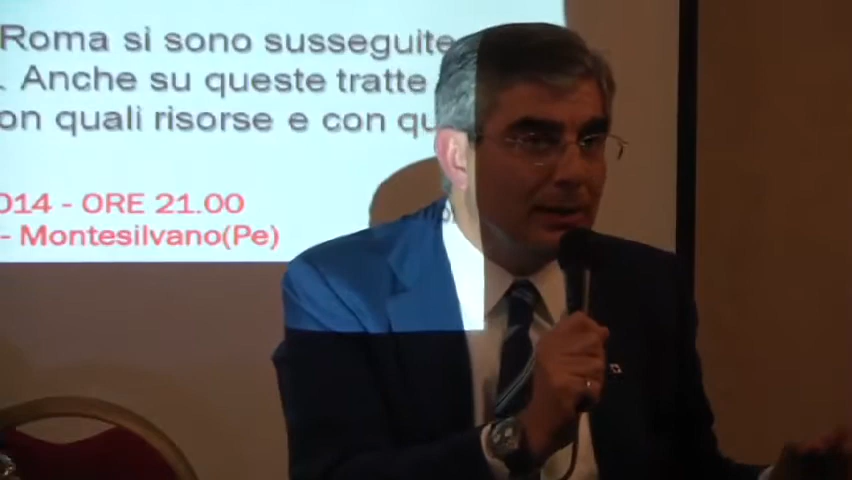 Roma si sono susseguite
. Anche su queste tratte
on quali risorse e con qu
014 - ORE 21.00
- Montesilvano(Pe)